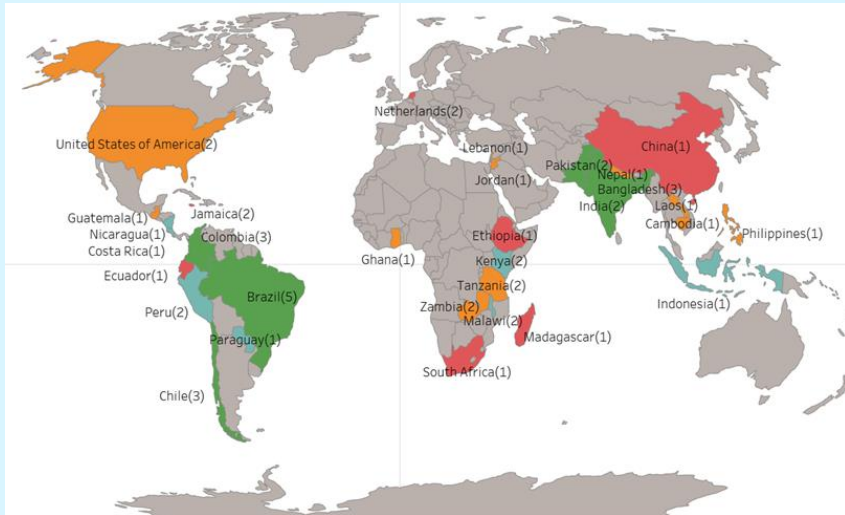 Netherlands(2)
United States of America(2)
Lebanon(1)
China(1)
Pakistan(2)
Nepal(1)
Jordan(1)
Bangladesh(3)
Guatemala(1)
Jamaica(2)
India(2)
Laos(1)
Nicaragua(1)
Cambodia(1)
Philippines(1)
Colombia(3)
Ethiopia(1)
Costa Rica(1)
Ghana(1)
Kenya(2)
Ecuador(1)
Tanzania(2)
Brazil(5)
Indonesia(1)
Zambia(2)
Peru(2)
Malawi(2)
Paraguay(1)
Madagascar(1)
South Africa(1)
Chile(3)